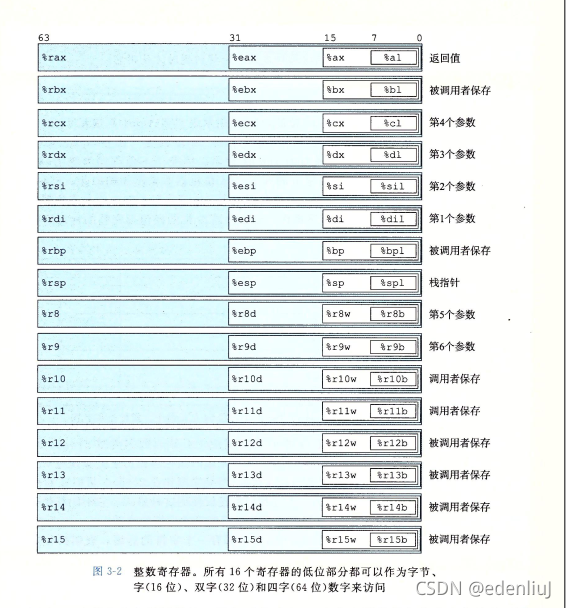 63 31 15 7 0
%rax %eax %ax %al 返回值
%rbx %ebx %bx %bl 被调用者保存
%rcx %ecx %cx %cl 第4个参数
%rdx %edx %dx %dl 第3个参数
%rsi %esi %si %sil 第2个参数
%rdi %edi %di %dil 第1个参数
%rbp %ebp %bp %bpl 被调用者保存
%rsp %esp %sp %spl 栈指针
%r8 %r8d %r8w %r8b 第5个参数
%r9 %r9d %r9w %r9b 第6个参数
%r10 %r10d %r10w %r10b 调用者保存
%r11 %r11d %r11w %r11b 调用者保存
%r12 %r12d %r12w %r12b 被调用者保存
%r13 %r13d %r13w %r13b 被调用者保存
%r14 %r14d %r14w %r14b 被调用者保存
%r15 %r15d %r15w %r15b 被调用者保存
图 3-2 整数寄存器。所有 16 个寄存器的低位部分都可以作为字节、
字(16 位)、双字(32 位)和四字(64 位)数字来访问
CSDN @edenliuJ